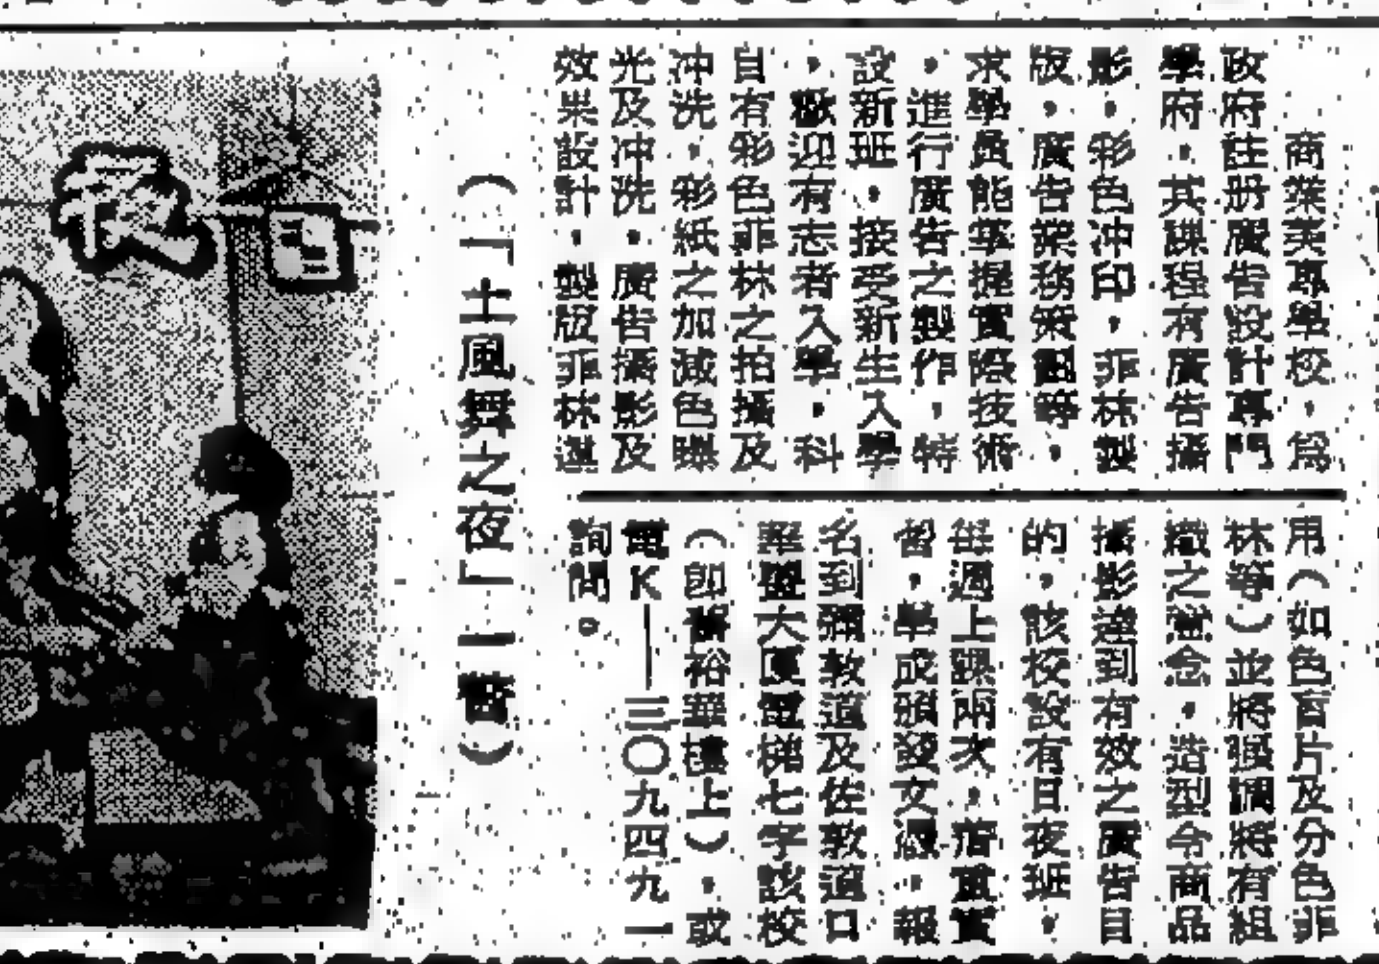 商業美專學校，爲
政府註册廣告設計專門
學府，其課程有廣告攝
影，彩色冲印，菲林製
版，廣告業務策劃等，
求學員能掌握實際技術
，進行廣告之製作，特
設新班，接受新生入學
，歡迎有志者入學，科
自有彩色菲林之拍攝及
冲洗，彩紙之加減色曝
光及冲洗，廣告攝影及
效果設計，製版菲林選
用（如色盲片及分色菲
林等）並將强調將有組
織之意念，造型令商品
攝影達到有效之廣告目
的，該校設有日夜班，
每週上課兩次，着重實
習，學成頒發文憑，報
名到彌敦道及佐敦道口
華豐大厦電梯七字該校
（卽裕華樓上），或
電K——三〇九四九一
詢問。
（「土風舞之夜」一瞥）
夜